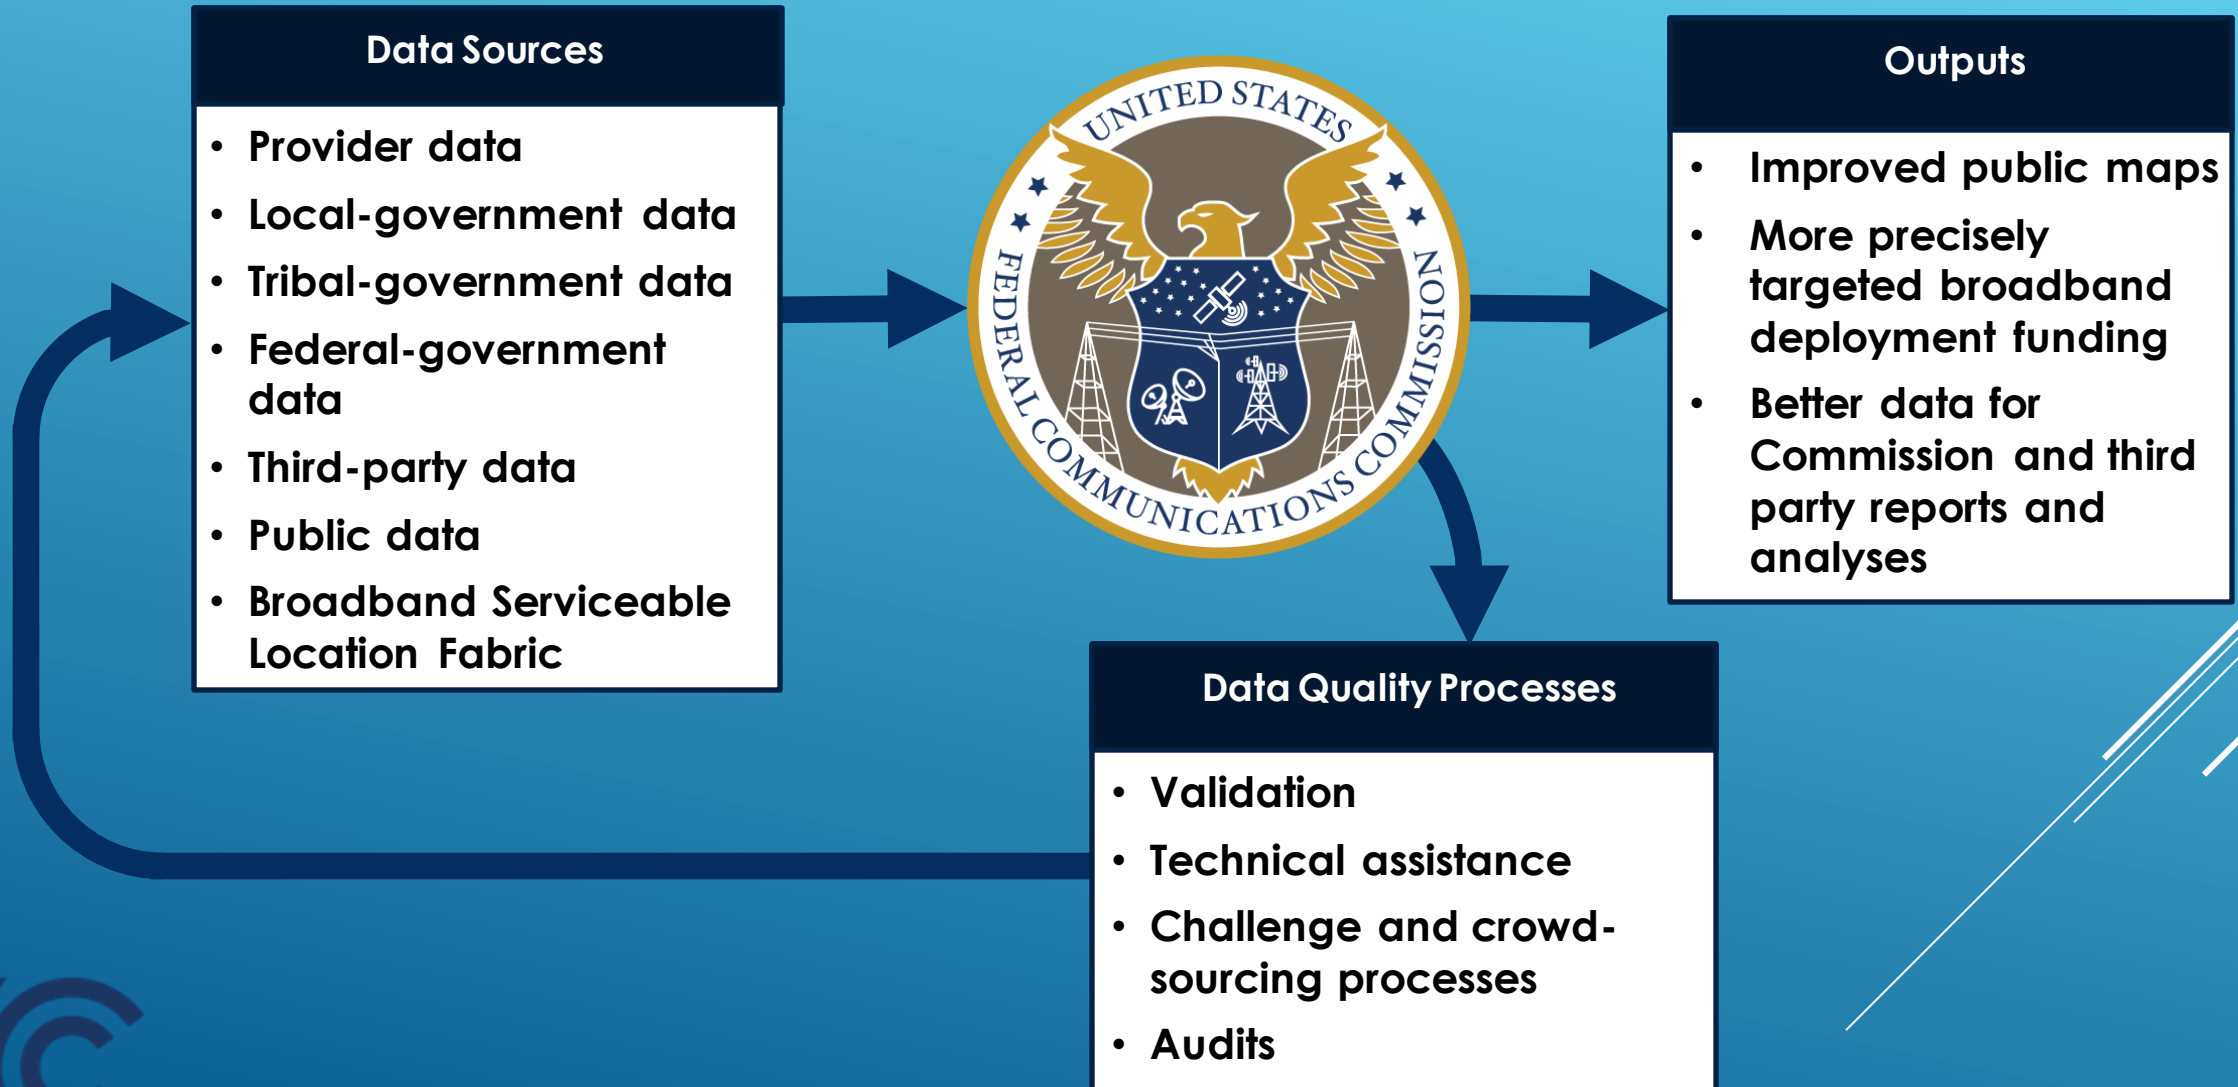 Data Sources
• Provider data
• Local-government data
• Tribal-government data
• Federal-government
data
• Third-party data
• Public data
• Broadband Serviceable
Location Fabric
UNITED STATES
FEDERAL COMMUNICATIONS COMMISSION
Outputs
• Improved public maps
• More precisely
targeted broadband
deployment funding
• Better data for
Commission and third
party reports and
analyses
Data Quality Processes
• Validation
• Technical assistance
• Challenge and crowd-
sourcing processes
• Audits